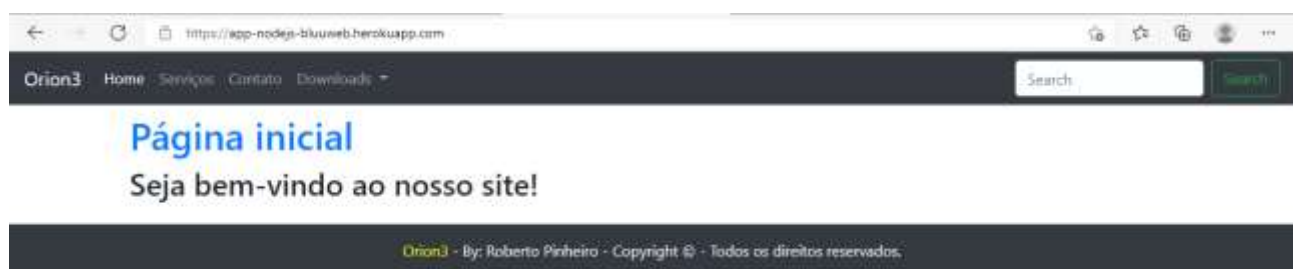 https://app-nodejs-bluuweb.herokuapp.com
Orion3 Home Serviços Contato Downloads Search Search
Página inicial
Seja bem-vindo ao nosso site!
Orion3 - By: Roberto Pinheiro - Copyright © - Todos os direitos reservados.